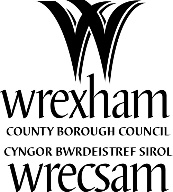 wrexham
COUNTY BOROUGH COUNCIL
CYNGOR BWRDEISTREF SIROL
wrecsam